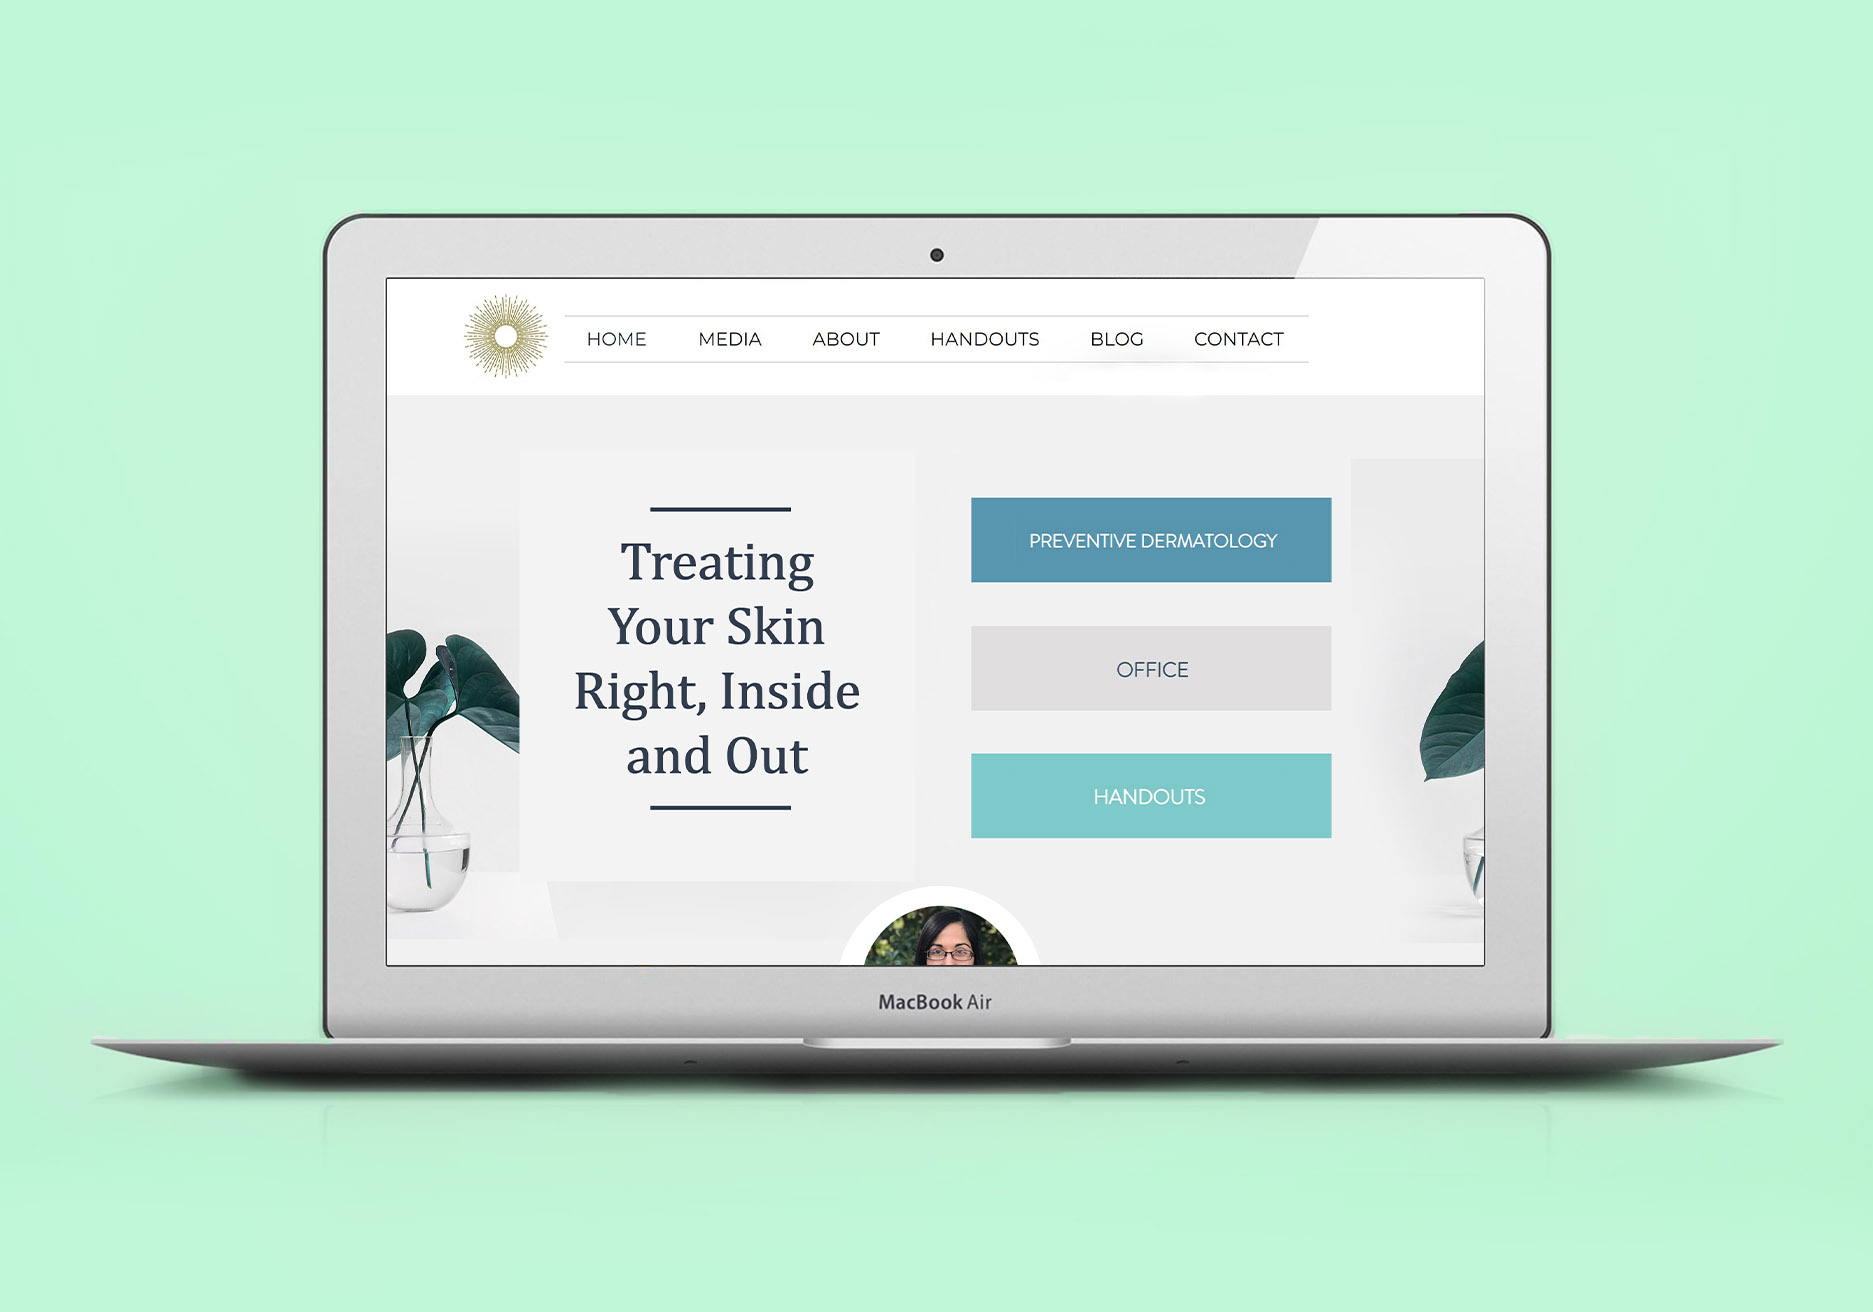 HOME MEDIA ABOUT HANDOUTS BLOG CONTACT
Treating
Your Skin
Right, Inside
and Out
PREVENTIVE DERMATOLOGY
OFFICE
HANDOUTS
MacBook Air